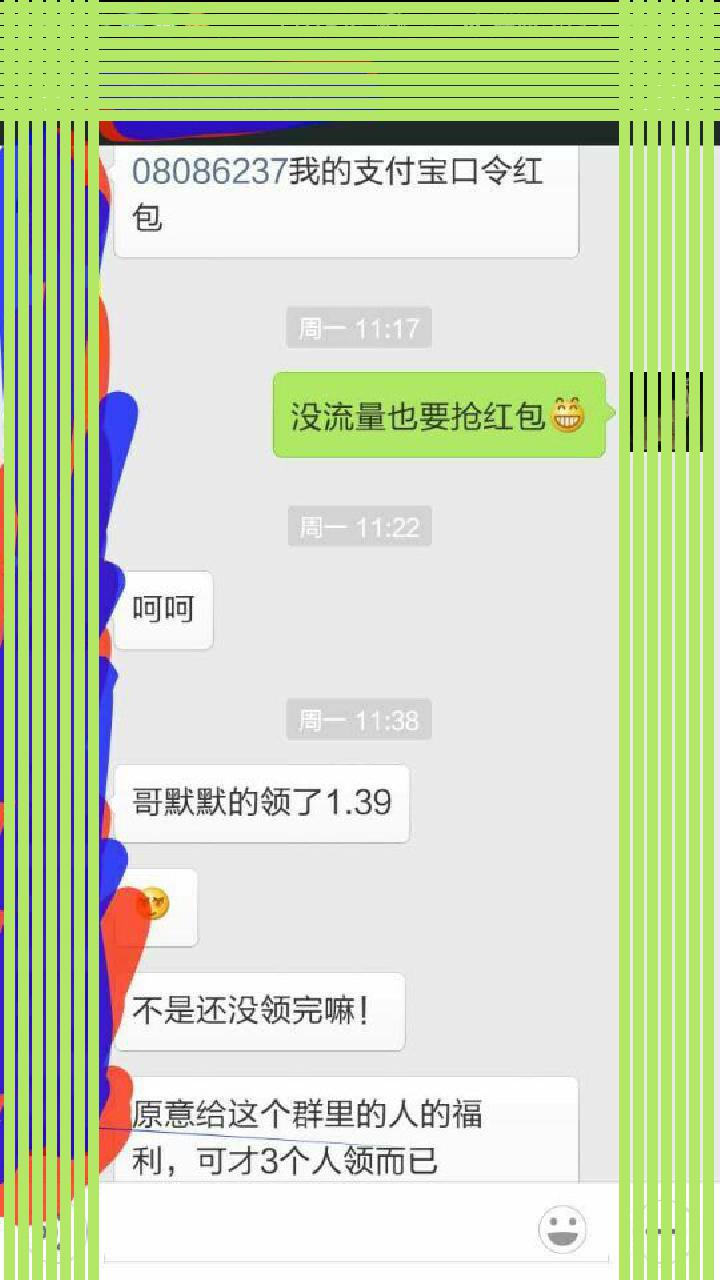 08086237我的支付宝口令红
包
周一 11:17
没流量也要抢红包
周一 11:22
呵呵
周一 11:38
哥默默的领了1.39
不是还没领完嘛!
原意给这个群里的人的福
利，可才3个人领而已